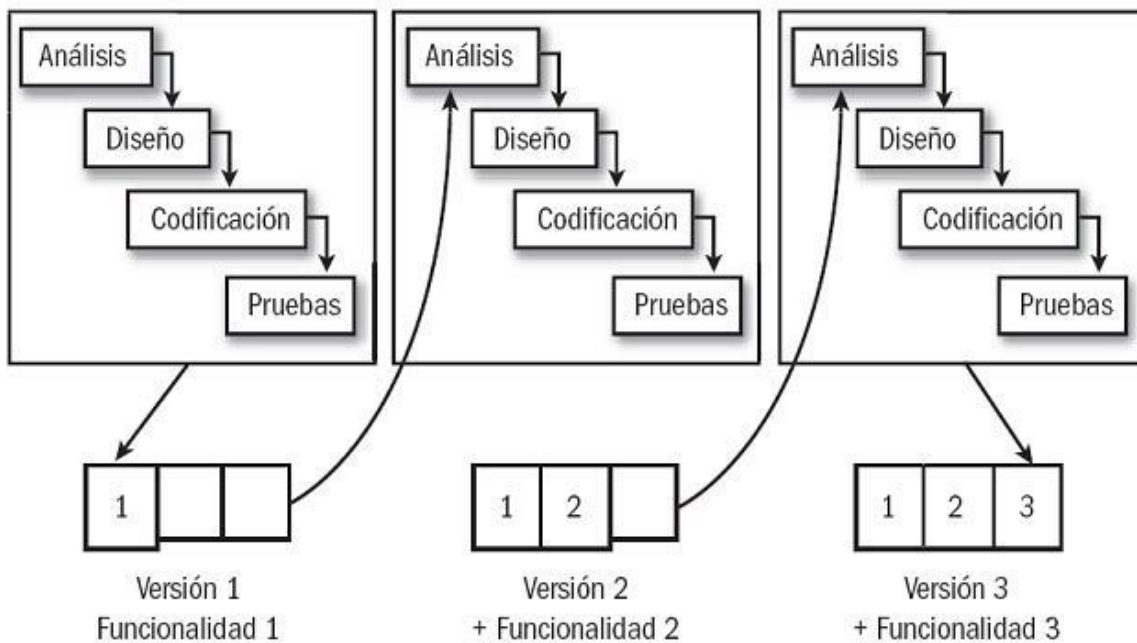 Análisis
Diseño
Codificación
Pruebas
Análisis
Diseño
Codificación
Pruebas
Análisis
Diseño
Codificación
Pruebas
1
1 2
1 2 3
Versión 1
Funcionalidad 1
Versión 2
+ Funcionalidad 2
Versión 3
+ Funcionalidad 3